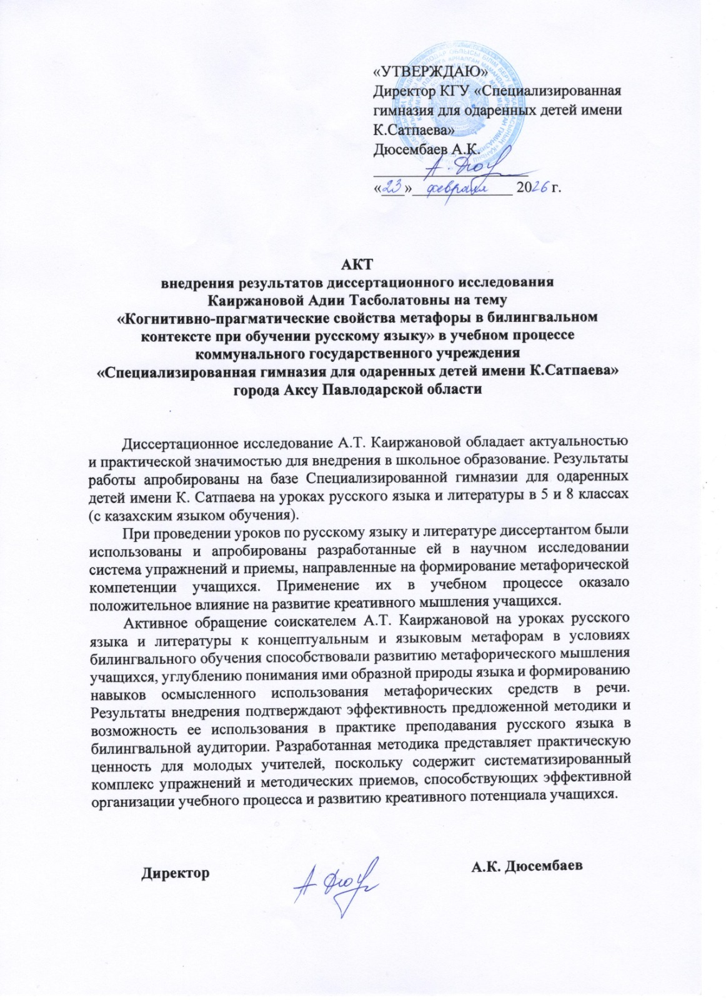 «УТВЕРЖДАЮ»
Директор КГУ «Специализированная
гимназия для одаренных детей имени
К.Сатпаева»
Дюсембаев А.К.
«23» февраля 2026 г.
АКТ
внедрения результатов диссертационного исследования
Каиржановой Адии Тасболатовны на тему
«Когнитивно-прагматические свойства метафоры в билингвальном
контексте при обучении русскому языку» в учебном процессе
коммунального государственного учреждения
«Специализированная гимназия для одаренных детей имени К.Сатпаева»
города Аксу Павлодарской области
Диссертационное исследование А.Т. Каиржановой обладает актуальностью
и практической значимостью для внедрения в школьное образование. Результаты
работы апробированы на базе Специализированной гимназии для одаренных
детей имени К. Сатпаева на уроках русского языка и литературы в 5 и 8 классах
(с казахским языком обучения).
При проведении уроков по русскому языку и литературе диссертантом были
использованы и апробированы разработанные ей в научном исследовании
система упражнений и приемы, направленные на формирование метафорической
компетенции учащихся. Применение их в учебном процессе оказало
положительное влияние на развитие креативного мышления учащихся.
Активное обращение соискателем А.Т. Каиржановой на уроках русского
языка и литературы к концептуальным и языковым метафорам в условиях
билингвального обучения способствовали развитию метафорического мышления
учащихся, углублению понимания ими образной природы языка и формированию
навыков осмысленного использования метафорических средств в речи.
Результаты внедрения подтверждают эффективность предложенной методики и
возможность ее использования в практике преподавания русского языка в
билингвальной аудитории. Разработанная методика представляет практическую
ценность для молодых учителей, поскольку содержит систематизированный
комплекс упражнений и методических приемов, способствующих эффективной
организации учебного процесса и развитию креативного потенциала учащихся.
Директор
А.К. Дюсембаев